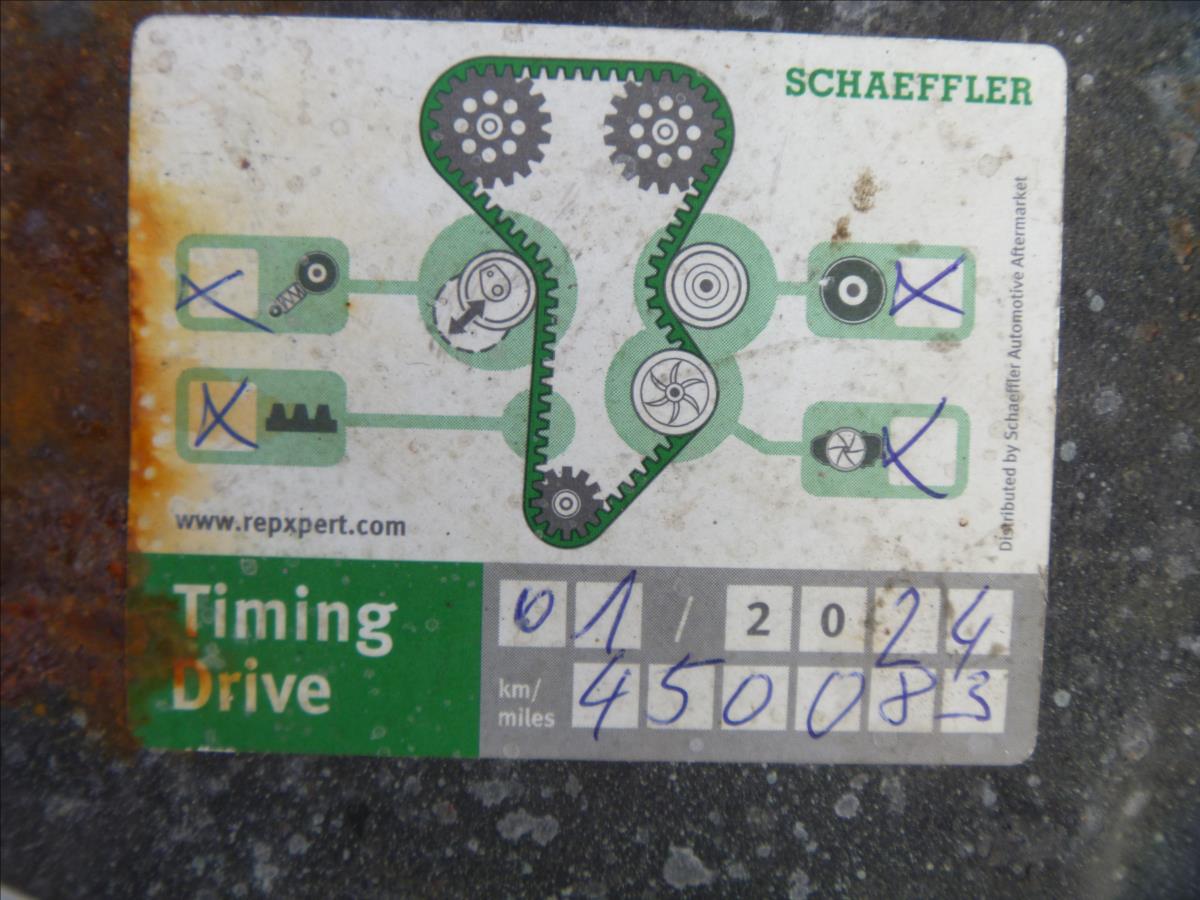 SCHAEFFLER
Distributed by Schaeffler Automotive Aftermarket
www.repxpert.com
Timing
Drive
01 / 2024
km/
miles
450083